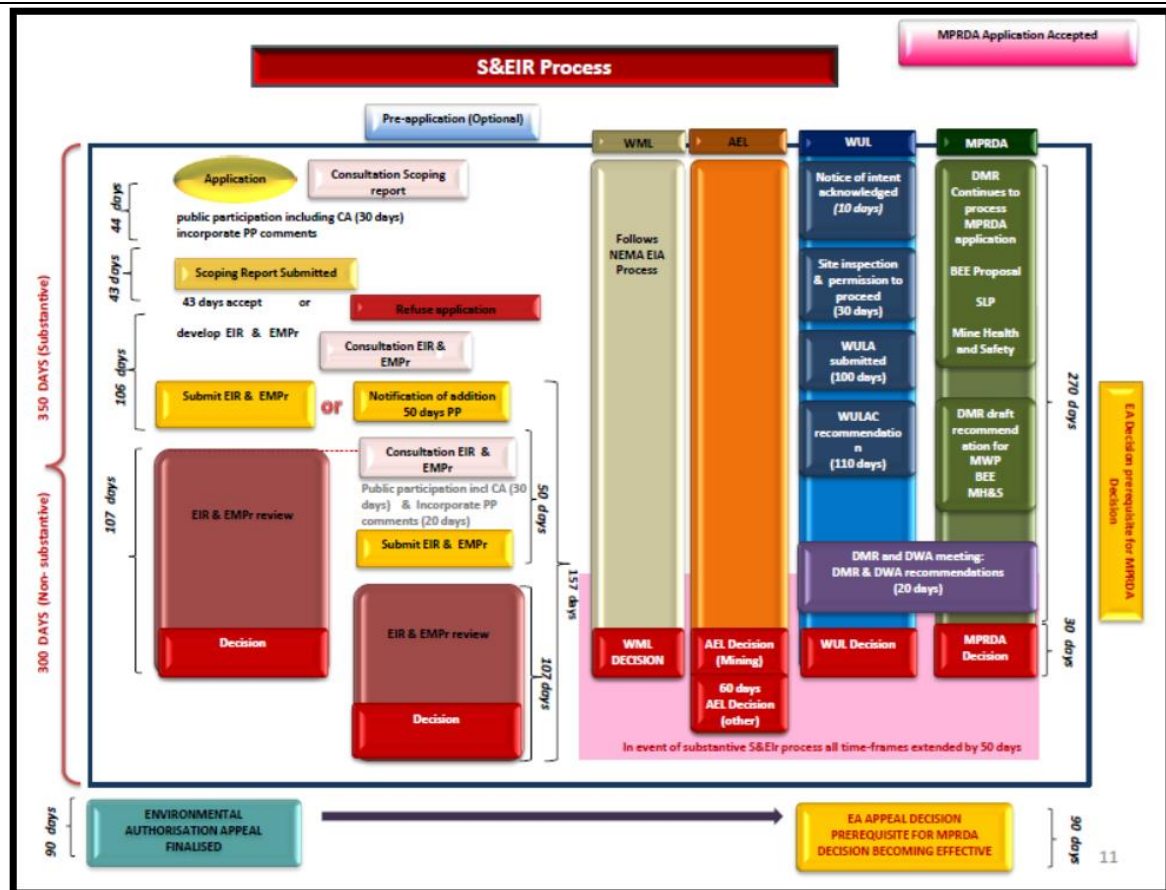 MPRDA Application Accepted
S&EIR Process
Pre-application (Optional)
WML
AEL
WUL
MPRDA
350 DAYS (Substantive)
300 DAYS (Non- substantive)
44 days
Application
Consultation Scoping
report
public participation including CA (30 days)
incorporate PP comments
43 days
Scoping Report Submitted
43 days accept or
Refuse application
develop EIR & EMPr
106 days
Consultation EIR &
EMPr
Submit EIR & EMPr
or
Notification of addition
50 days PP
107 days
EIR & EMPr review
Decision
Consultation EIR &
EMPr
Public participation incl CA (30
days) & Incorporate PP
comments (20 days)
Submit EIR & EMPr
50 days
157 days
EIR & EMPr review
Decision
107 days
Follows
NEMA EIA
Process
WML
DECISION
AEL Decision
(Mining)
60 days
AEL Decision
(other)
Notice of intent
acknowledged
(10 days)
Site inspection
& permission to
proceed
(30 days)
WULA
submitted
(100 days)
WULAC
recommendatio
n
(110 days)
DMR
Continues to
process
MPRDA
application
BEE Proposal
SLP
Mine Health
and Safety
DMR draft
recommend
ation for
MWP
BEE
MH&S
DMR and DWA meeting:
DMR & DWA recommendations
(20 days)
WUL Decision
MPRDA
Decision
270 days
30 days
EA Decision prerequisite for MPRDA
Decision
In event of substantive S&EIr process all time-frames extended by 50 days
90 days
ENVIRONMENTAL
AUTHORISATION APPEAL
FINALISED
EA APPEAL DECISION
PREREQUISITE FOR MPRDA
DECISION BECOMING EFFECTIVE
90 days
11